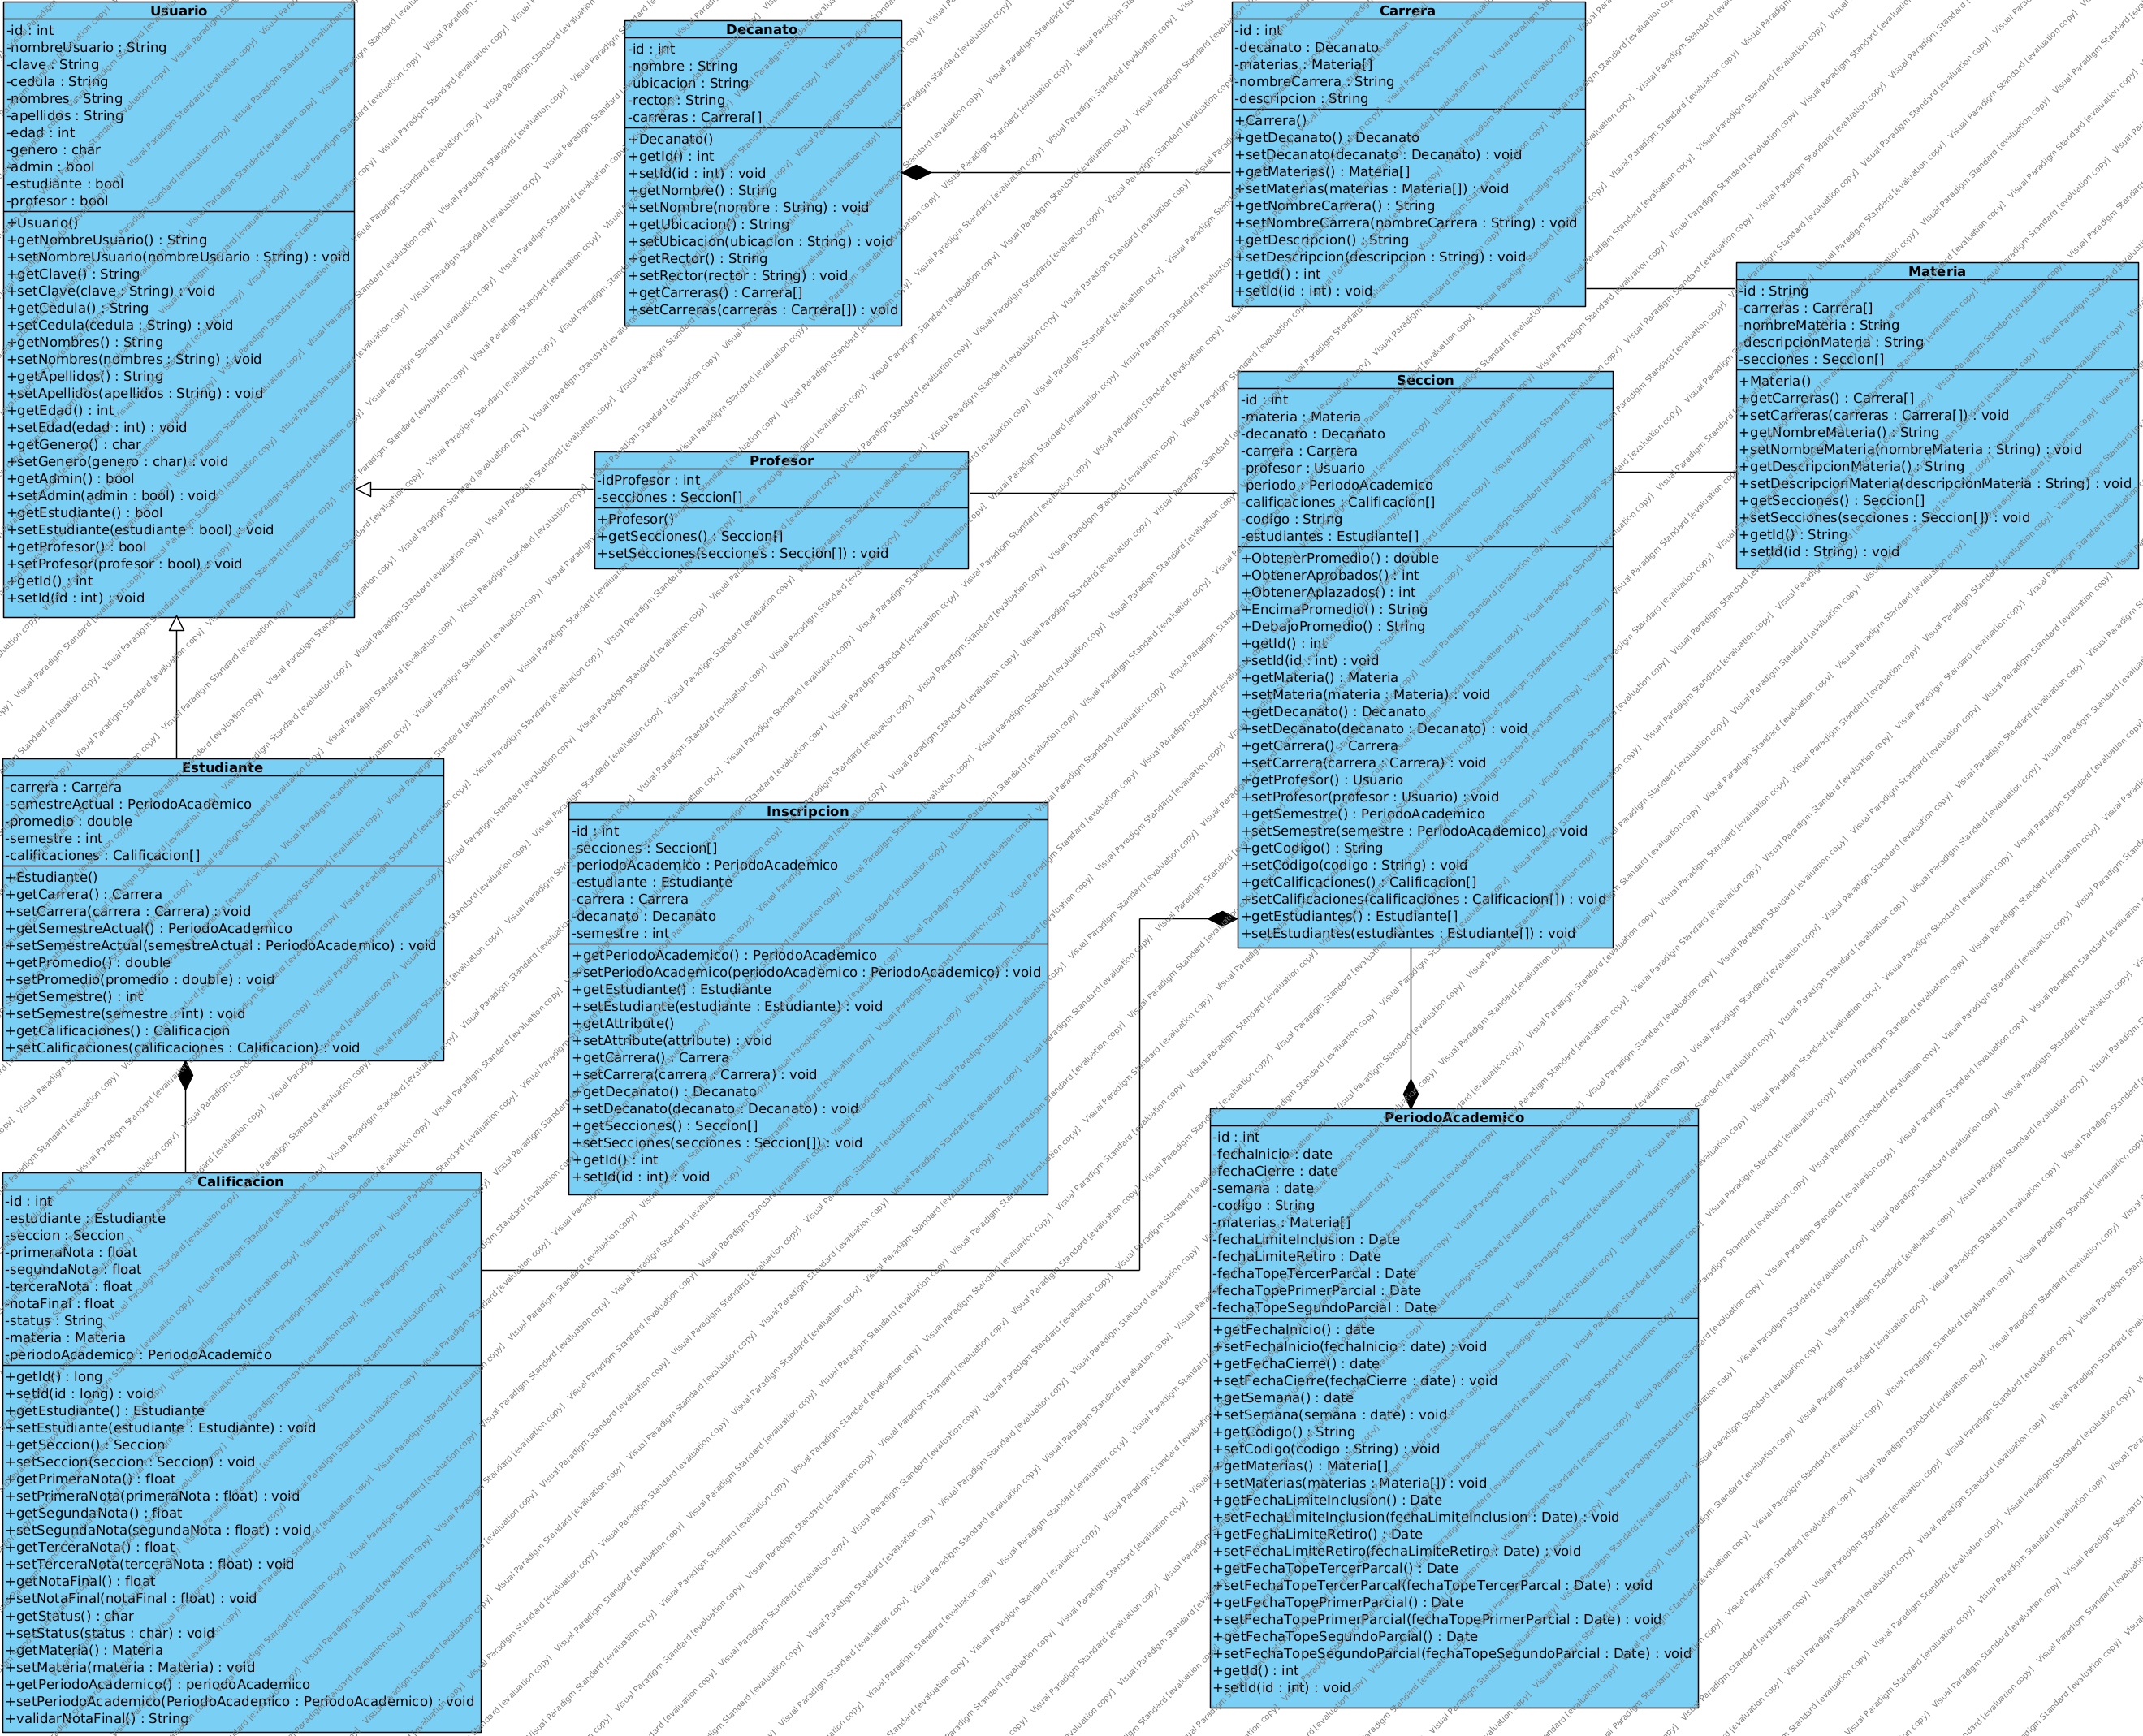 Usuario
-id : int
-nombreUsuario : String
-clave : String
-cedula : String
-nombres : String
-apellidos : String
-edad : int
-genero : char
-admin : bool
-estudiante : bool
-profesor : bool
+Usuario()
+getNombreUsuario() : String
+setNombreUsuario(nombreUsuario : String) : void
+getClave() : String
+setClave(clave : String) : void
+getCedula() : String
+setCedula(cedula : String) : void
+getNombres() : String
+setNombres(nombres : String) : void
+getApellidos() : String
+setApellidos(apellidos : String) : void
+getEdad() : int
+setEdad(edad : int) : void
+getGenero() : char
+setGenero(genero : char) : void
+getAdmin() : bool
+setAdmin(admin : bool) : void
+getEstudiante() : bool
+setEstudiante(estudiante : bool) : void
+getProfesor() : bool
+setProfesor(profesor : bool) : void
+getId() : int
+setId(id : int) : void
Decanato
-id : int
-nombre : String
-ubicacion : String
-rector : String
-carreras : Carrera[]
+Decanato()
+getId() : int
+setId(id : int) : void
+getNombre() : String
+setNombre(nombre : String) : void
+getUbicacion() : String
+setUbicacion(ubicacion : String) : void
+getRector() : String
+setRector(rector : String) : void
+getCarreras() : Carrera[]
+setCarreras(carreras : Carrera[]) : void
Carrera
-id : int
-decanato : Decanato
-materias : Materia[]
-nombreCarrera : String
-descripcion : String
+Carrera()
+getDecanato() : Decanato
+setDecanato(decanato : Decanato) : void
+getMaterias() : Materia[]
+setMaterias(materias : Materia[]) : void
+getNombreCarrera() : String
+setNombreCarrera(nombreCarrera : String) : void
+getDescripcion() : String
+setDescripcion(descripcion : String) : void
+getId() : int
+setId(id : int) : void
Materia
-id : String
-carreras : Carrera[]
-nombreMateria : String
-descripcionMateria : String
-secciones : Seccion[]
+Materia()
+getCarreras() : Carrera[]
+setCarreras(carreras : Carrera[]) : void
+getNombreMateria() : String
+setNombreMateria(nombreMateria : String) : void
+getDescripcionMateria() : String
+setDescripcionMateria(descripcionMateria : String) : void
+getSecciones() : Seccion[]
+setSecciones(secciones : Seccion[]) : void
+getId() : String
+setId(id : String) : void
Profesor
-idProfesor : int
-secciones : Seccion[]
+Profesor()
+getSecciones() : Seccion[]
+setSecciones(secciones : Seccion[]) : void
Seccion
-id : int
-materia : Materia
-decanato : Decanato
-carrera : Carrera
-profesor : Usuario
-periodo : PeriodoAcademico
-calificaciones : Calificacion[]
-codigo : String
-estudiantes : Estudiante[]
+ObtenerPromedio() : double
+ObtenerAprobados() : int
+ObtenerAplazados() : int
+EncimaPromedio() : String
+DebajoPromedio() : String
+getId() : int
+setId(id : int) : void
+getMateria() : Materia
+setMateria(materia : Materia) : void
+getDecanato() : Decanato
+setDecanato(decanato : Decanato) : void
+getCarrera() : Carrera
+setCarrera(carrera : Carrera) : void
+getProfesor() : Usuario
+setProfesor(profesor : Usuario) : void
+getSemestre() : PeriodoAcademico
+setSemestre(semestre : PeriodoAcademico) : void
+getCodigo() : String
+setCodigo(codigo : String) : void
+getCalificaciones() : Calificacion[]
+setCalificaciones(calificaciones : Calificacion[]) : void
+getEstudiantes() : Estudiante[]
+setEstudiantes(estudiantes : Estudiante[]) : void
Estudiante
-carrera : Carrera
-semestreActual : PeriodoAcademico
-promedio : double
-semestre : int
-calificaciones : Calificacion[]
+Estudiante()
+getCarrera() : Carrera
+setCarrera(carrera : Carrera) : void
+getSemestreActual() : PeriodoAcademico
+setSemestreActual(semestreActual : PeriodoAcademico) : void
+getPromedio() : double
+setPromedio(promedio : double) : void
+getSemestre() : int
+setSemestre(semestre : int) : void
+getCalificaciones() : Calificacion
+setCalificaciones(calificaciones : Calificacion) : void
Inscripcion
-id : int
-secciones : Seccion[]
-periodoAcademico : PeriodoAcademico
-estudiante : Estudiante
-carrera : Carrera
-decanato : Decanato
-semestre : int
+getPeriodoAcademico() : PeriodoAcademico
+setPeriodoAcademico(periodoAcademico : PeriodoAcademico) : void
+getEstudiante() : Estudiante
+setEstudiante(estudiante : Estudiante) : void
+getAttribute()
+setAttribute(attribute) : void
+getCarrera() : Carrera
+setCarrera(carrera : Carrera) : void
+getDecanato() : Decanato
+setDecanato(decanato : Decanato) : void
+getSecciones() : Seccion[]
+setSecciones(secciones : Seccion[]) : void
+getId() : int
+setId(id : int) : void
Calificacion
-id : int
-estudiante : Estudiante
-seccion : Seccion
-primeraNota : float
-segundaNota : float
-terceraNota : float
-notaFinal : float
-status : String
-materia : Materia
-periodoAcademico : PeriodoAcademico
+getId() : long
+setId(id : long) : void
+getEstudiante() : Estudiante
+setEstudiante(estudiante : Estudiante) : void
+getSeccion() : Seccion
+setSeccion(seccion : Seccion) : void
+getPrimeraNota() : float
+setPrimeraNota(primeraNota : float) : void
+getSegundaNota() : float
+setSegundaNota(segundaNota : float) : void
+getTerceraNota() : float
+setTerceraNota(terceraNota : float) : void
+getNotaFinal() : float
+setNotaFinal(notaFinal : float) : void
+getStatus() : char
+setStatus(status : char) : void
+getMateria() : Materia
+setMateria(materia : Materia) : void
+getPeriodoAcademico() : periodoAcademico
+setPeriodoAcademico(PeriodoAcademico : PeriodoAcademico) : void
+validarNotaFinal() : String
PeriodoAcademico
-id : int
-fechaInicio : date
-fechaCierre : date
-semana : date
-codigo : String
-materias : Materia[]
-fechaLimiteInclusion : Date
-fechaLimiteRetiro : Date
-fechaTopeTercerParcal : Date
-fechaTopePrimerParcial : Date
-fechaTopeSegundoParcial : Date
+getFechaInicio() : date
+setFechaInicio(fechaInicio : date) : void
+getFechaCierre() : date
+setFechaCierre(fechaCierre : date) : void
+getSemana() : date
+setSemana(semana : date) : void
+getCodigo() : String
+setCodigo(codigo : String) : void
+getMaterias() : Materia[]
+setMaterias(materias : Materia[]) : void
+getFechaLimiteInclusion() : Date
+setFechaLimiteInclusion(fechaLimiteInclusion : Date) : void
+getFechaLimiteRetiro() : Date
+setFechaLimiteRetiro(fechaLimiteRetiro : Date) : void
+getFechaTopeTercerParcal() : Date
+setFechaTopeTercerParcal(fechaTopeTercerParcal : Date) : void
+getFechaTopePrimerParcial() : Date
+setFechaTopePrimerParcial(fechaTopePrimerParcial : Date) : void
+getFechaTopeSegundoParcial() : Date
+setFechaTopeSegundoParcial(fechaTopeSegundoParcial : Date) : void
+getId() : int
+setId(id : int) : void
Visual Paradigm Standard [evaluation copy]